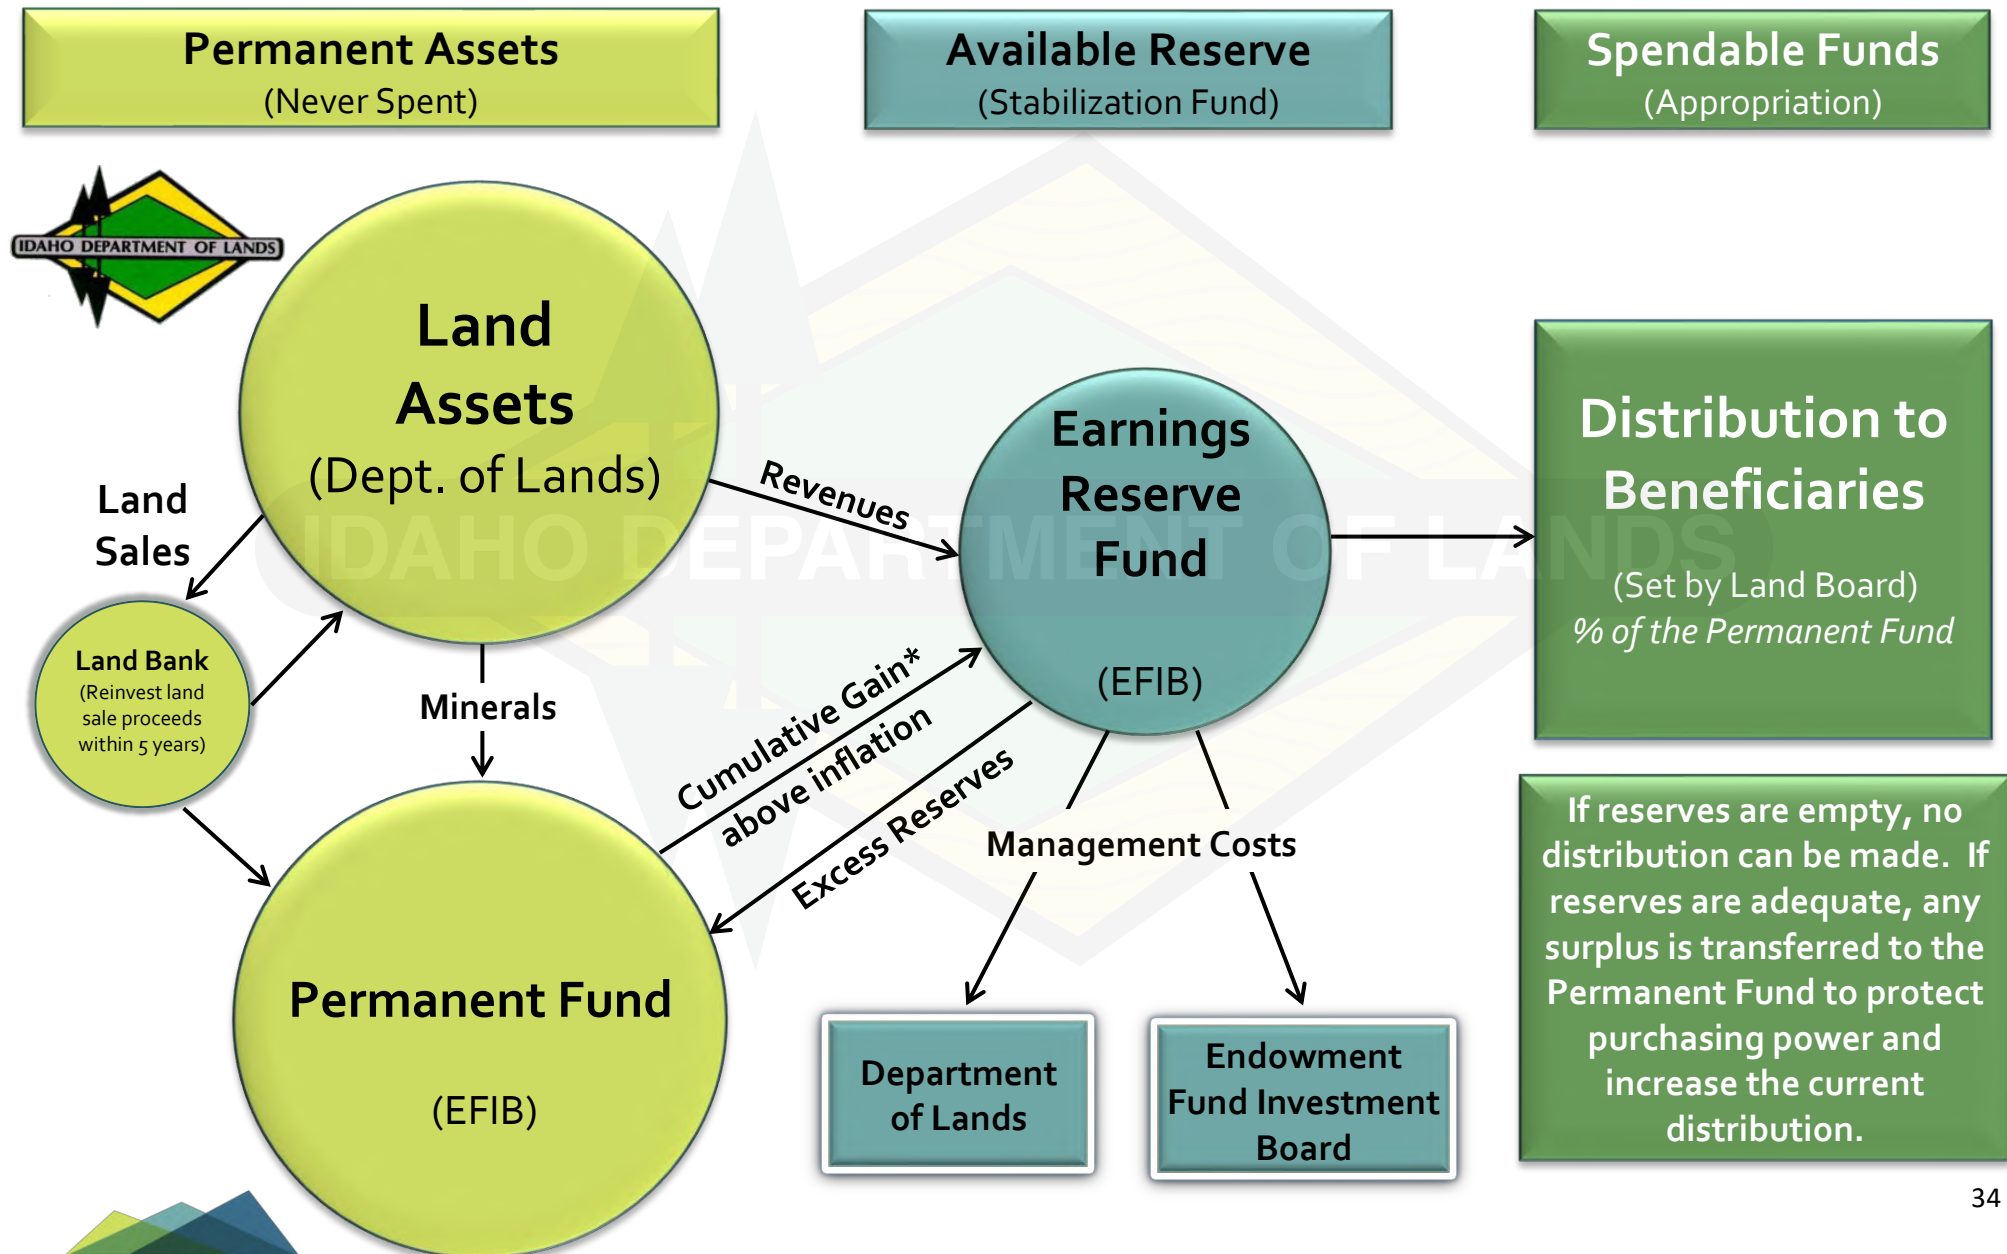 Permanent Assets
(Never Spent)
Available Reserve
(Stabilization Fund)
Spendable Funds
(Appropriation)
IDAHO DEPARTMENT OF LANDS
Land
Assets
(Dept. of Lands)
Land
Sales
Land Bank
(Reinvest land
sale proceeds
within 5 years)
Minerals
Revenues
Earnings
Reserve
Fund
(EFIB)
Cumulative Gain*
above inflation
Excess Reserves
Permanent Fund
(EFIB)
Management Costs
Department
of Lands
Endowment
Fund Investment
Board
Distribution to
Beneficiaries
(Set by Land Board)
% of the Permanent Fund
If reserves are empty, no
distribution can be made. If
reserves are adequate, any
surplus is transferred to the
Permanent Fund to protect
purchasing power and
increase the current
distribution.
IDAHO DEPARTMENT OF LANDS
34